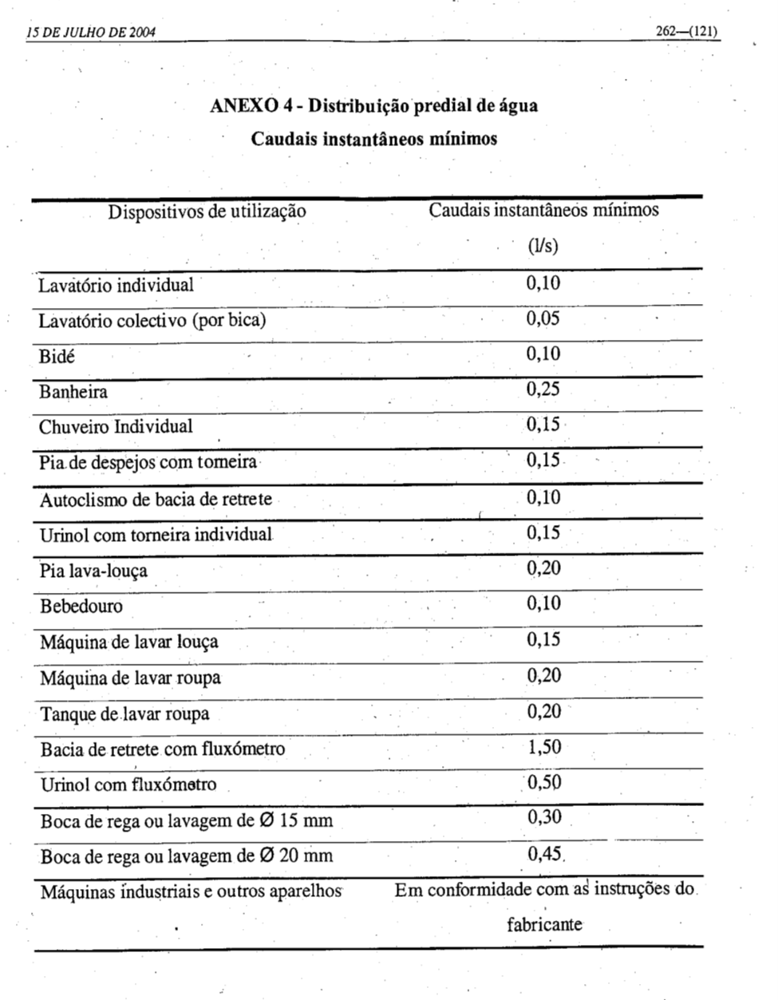 15 DE JULHO DE 2004 262—(121)
ANEXO 4 - Distribuição predial de água
Caudais instantâneos mínimos
Dispositivos de utilização Caudais instantâneos mínimos
(l/s)
Lavatório individual 0,10
Lavatório colectivo (por bica) 0,05
Bidé 0,10
Banheira 0,25
Chuveiro Individual 0,15
Pia de despejos com torneira 0,15
Autoclismo de bacia de retrete 0,10
Urinol com torneira individual 0,15
Pia lava-louça 0,20
Bebedouro 0,10
Máquina de lavar louça 0,15
Máquina de lavar roupa 0,20
Tanque de lavar roupa 0,20
Bacia de retrete com fluxómetro 1,50
Urinol com fluxómetro 0,50
Boca de rega ou lavagem de Ø 15 mm 0,30
Boca de rega ou lavagem de Ø 20 mm 0,45
Máquinas industriais e outros aparelhos Em conformidade com as instruções do
fabricante